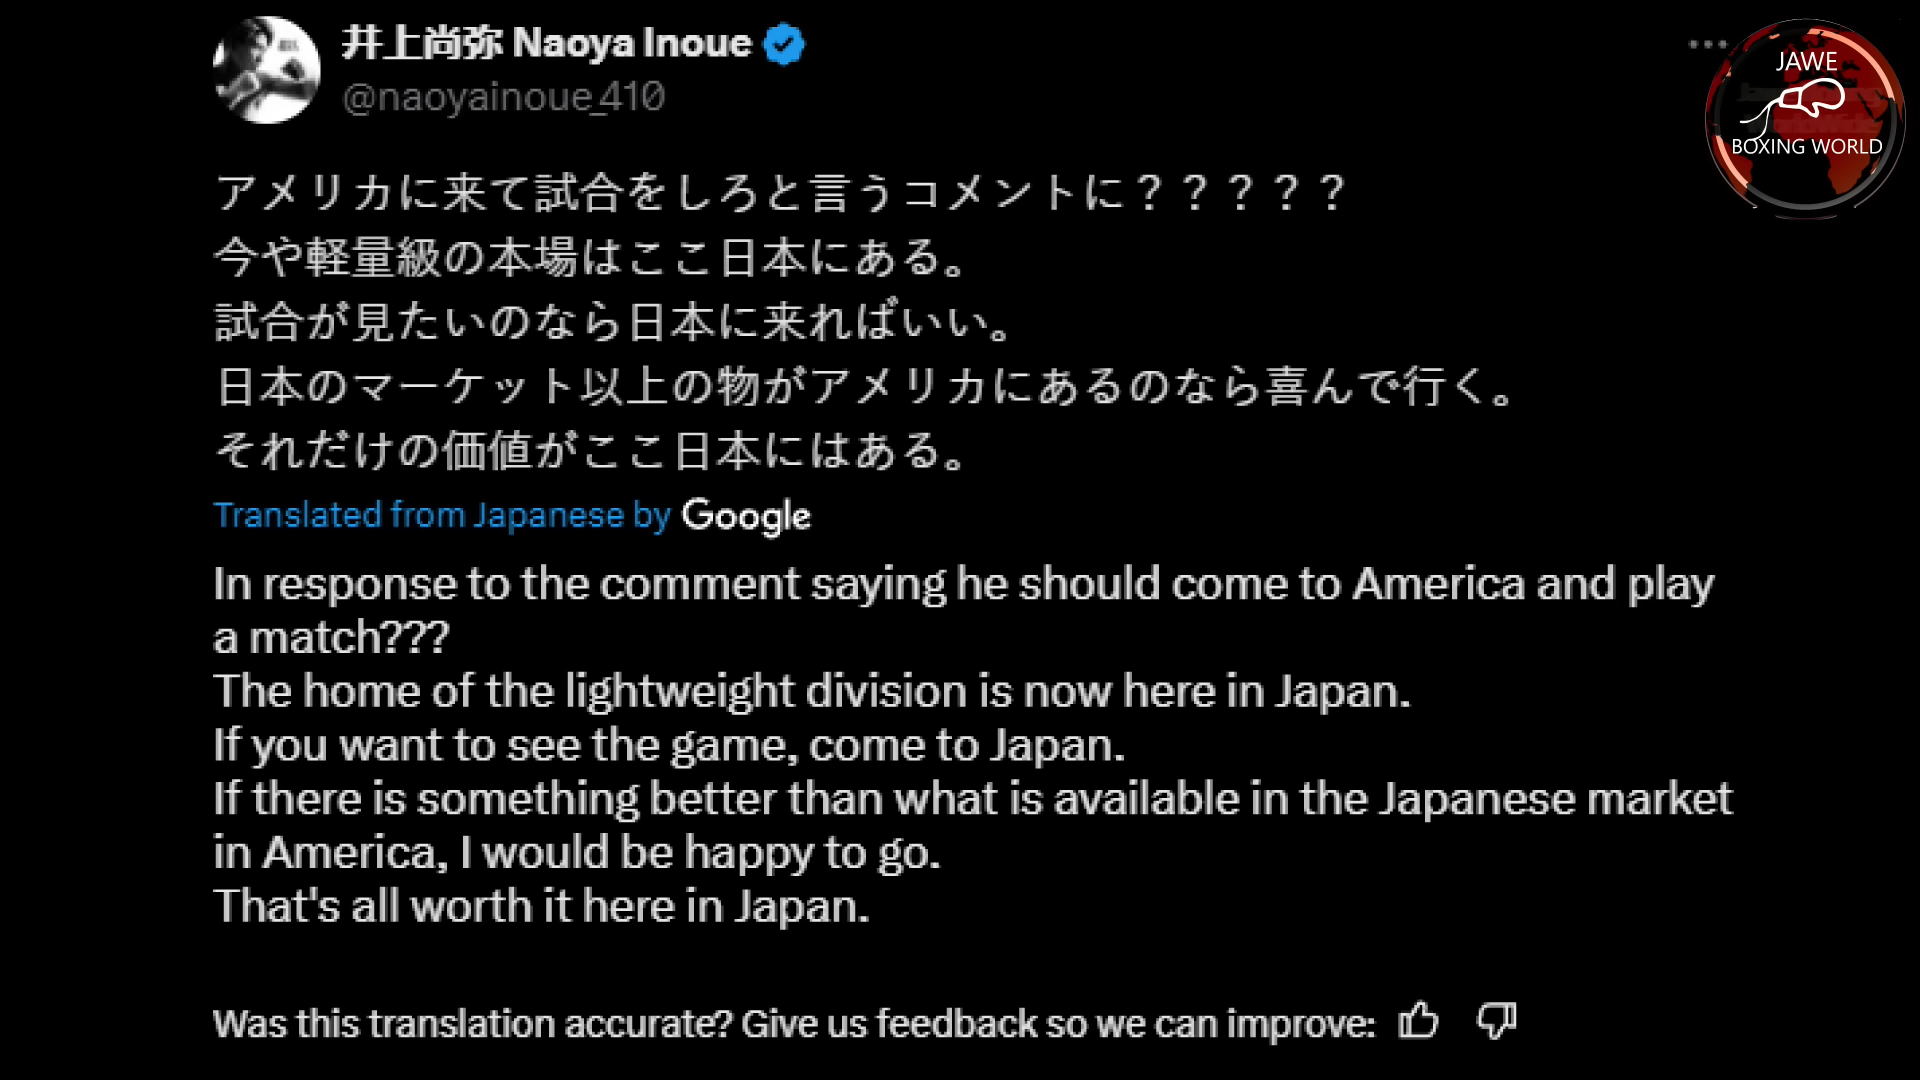 井上尚弥 Naoya Inoue
@naoyainoue_410
JAWE
BOXING WORLD
アメリカに来て試合をしろと言うコメントに？？？？？
今や軽量級の本場はここ日本にある。
試合が見たいのなら日本に来ればいい。
日本のマーケット以上の物がアメリカにあるのなら喜んで行く。
それだけの価値がここ日本にはある。
Translated from Japanese by Google
In response to the comment saying he should come to America and play
a match???
The home of the lightweight division is now here in Japan.
If you want to see the game, come to Japan.
If there is something better than what is available in the Japanese market
in America, I would be happy to go.
That's all worth it here in Japan.
Was this translation accurate? Give us feedback so we can improve: